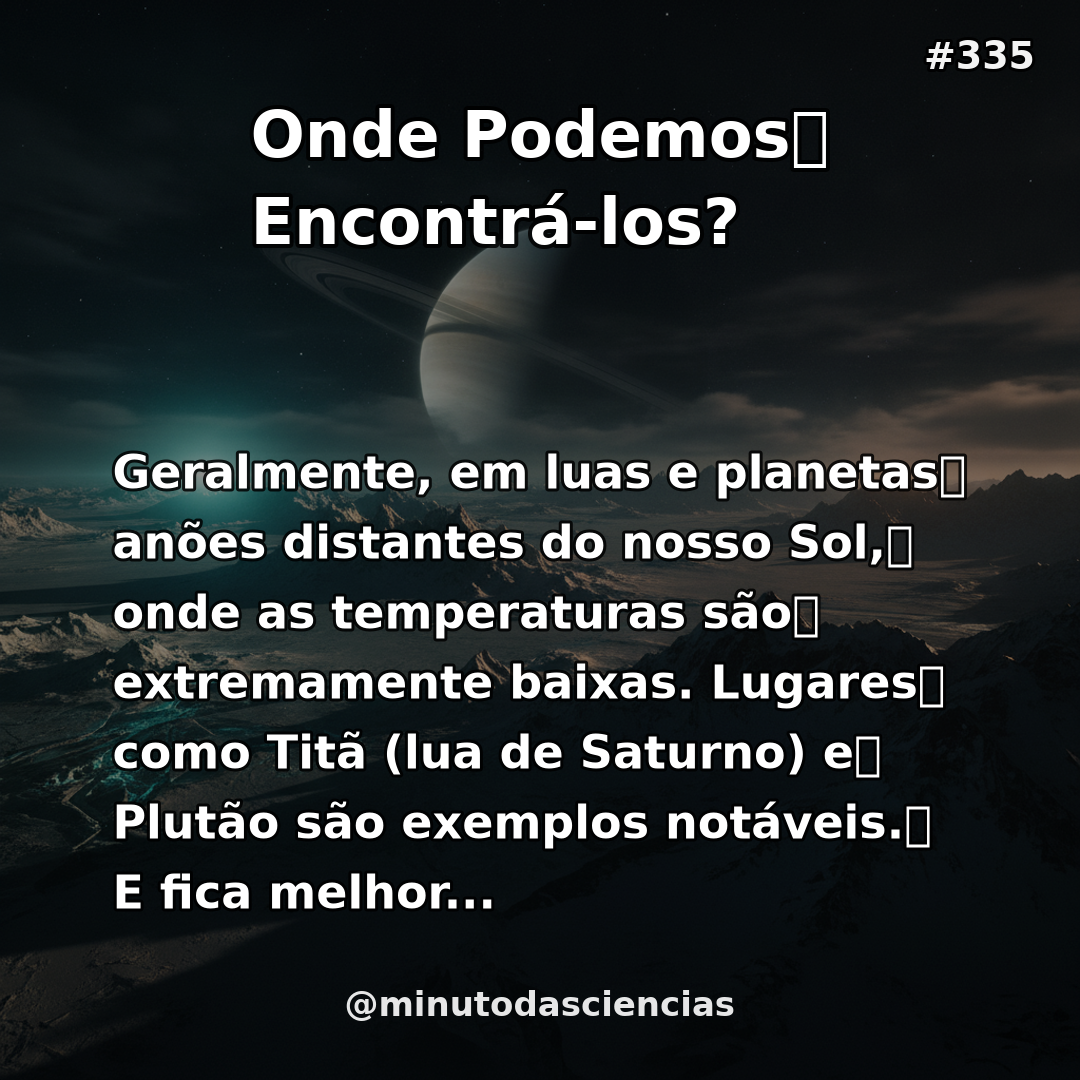 #335
Onde Podemos▯
Encontrá-los?
Geralmente, em luas e planetas▯
anões distantes do nosso Sol,▯
onde as temperaturas são▯
extremamente baixas. Lugares▯
como Titã (lua de Saturno) e▯
Plutão são exemplos notáveis.▯
E fica melhor...
@minutodasciencias